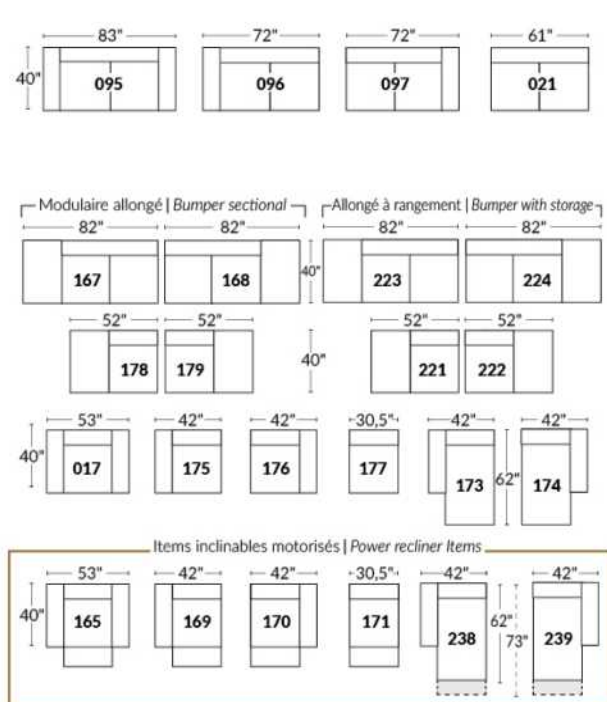 83" 72" 72" 61"
40"
095 096 097 021
Modulaire allongé | Bumper sectional Allongé à rangement | Bumper with storage
82" 82" 82" 82"
40"
167 168 223 224
52" 52" 52" 52"
40"
178 179 221 222
53" 42" 42" 30,5" 42" 42"
40"
017 175 176 177 173 62" 174
Items inclinables motorisés | Power recliner Items
53" 42" 42" 30,5" 42" 42"
40"
165 169 170 171 238 62" 73" 239